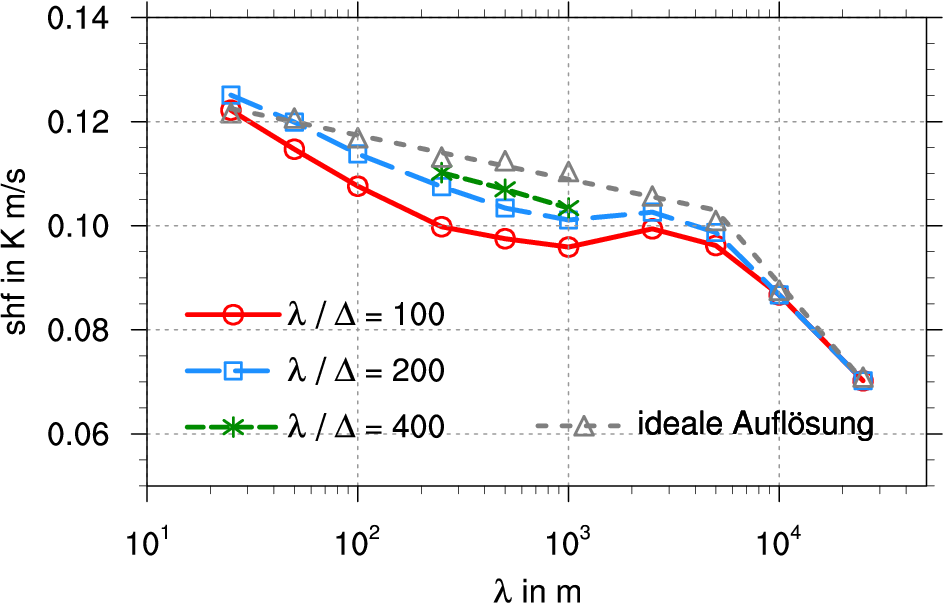 0.14
0.12
0.10
0.08
0.06
shf in K m/s
λ / Δ = 100
λ / Δ = 200
λ / Δ = 400
ideale Auflösung
10¹ 10² 10³ 10⁴
λ in m